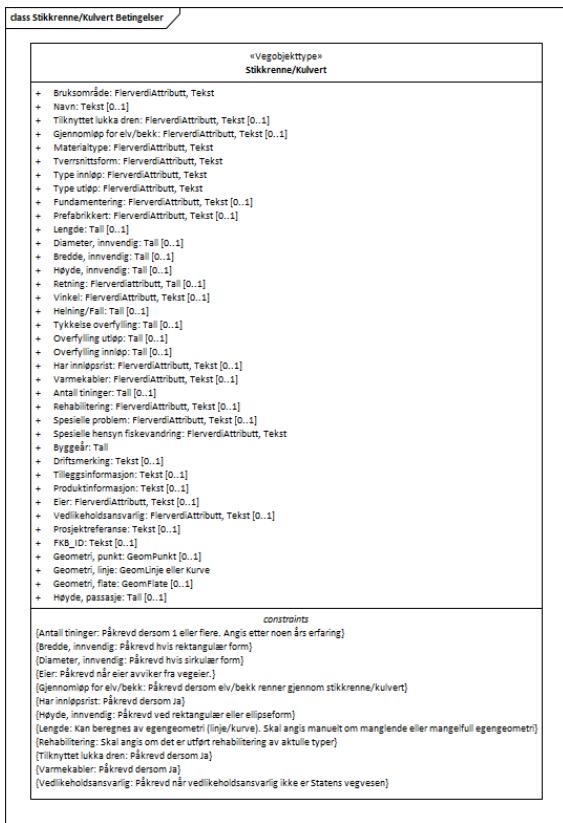 class Stikkrenne/Kulvert Betingelser
«Vegobjekttype»
Stikkrenne/Kulvert
+ Bruksområde: FlerverdiAttributt, Tekst
+ Navn: Tekst [0..1]
+ Tilknyttet lukka dren: FlerverdiAttributt, Tekst [0..1]
+ Gjennomløp for elv/bekk: FlerverdiAttributt, Tekst [0..1]
+ Materialtype: FlerverdiAttributt, Tekst
+ Tverrsnittsform: FlerverdiAttributt, Tekst
+ Type innløp: FlerverdiAttributt, Tekst
+ Type utløp: FlerverdiAttributt, Tekst
+ Fundamentering: FlerverdiAttributt, Tekst [0..1]
+ Prefabrikkert: FlerverdiAttributt, Tekst [0..1]
+ Lengde: Tall [0..1]
+ Diameter, innvendig: Tall [0..1]
+ Bredde, innvendig: Tall [0..1]
+ Høyde, innvendig: Tall [0..1]
+ Retning: Flerverdiattributt, Tall [0..1]
+ Vinkel: FlerverdiAttributt, Tekst [0..1]
+ Helning/Fall: Tall [0..1]
+ Tykkelse overfylling: Tall [0..1]
+ Overfylling utløp: Tall [0..1]
+ Overfylling innløp: Tall [0..1]
+ Har innløpsrist: FlerverdiAttributt, Tekst [0..1]
+ Varmekabler: FlerverdiAttributt, Tekst [0..1]
+ Antall tininger: Tall [0..1]
+ Rehabilitering: FlerverdiAttributt, Tekst [0..1]
+ Spesielle problem: FlerverdiAttributt, Tekst [0..1]
+ Spesielle hensyn fiskevandring: FlerverdiAttributt, Tekst
+ Byggeår: Tall
+ Driftsmerking: Tekst [0..1]
+ Tilleggsinformasjon: Tekst [0..1]
+ Produktinformasjon: Tekst [0..1]
+ Eier: FlerverdiAttributt, Tekst [0..1]
+ Vedlikeholdsansvarlig: FlerverdiAttributt, Tekst [0..1]
+ Prosjektreferanse: Tekst [0..1]
+ FKB_ID: Tekst [0..1]
+ Geometri, punkt: GeomPunkt [0..1]
+ Geometri, linje: GeomLinje eller Kurve
+ Geometri, flate: GeomFlate [0..1]
+ Høyde, passasje: Tall [0..1]
constraints
{Antall tininger: Påkrevd dersom 1 eller flere. Angis etter noen års erfaring}
{Bredde, innvendig: Påkrevd hvis rektangulær form}
{Diameter, innvendig: Påkrevd hvis sirkulær form}
{Eier: Påkrevd når eier avviker fra vegeier.}
{Gjennomløp for elv/bekk: Påkrevd dersom elv/bekk renner gjennom stikkrenne/kulvert}
{Har innløpsrist: Påkrevd dersom Ja}
{Høyde, innvendig: Påkrevd ved rektangulær eller ellipseform}
{Lengde: Kan beregnes av egengeometri (linje/kurve). Skal angis manuelt om manglende eller mangelfull egengeometri}
{Rehabilitering: Skal angis om det er utført rehabilitering av aktulle typer}
{Tilknyttet lukka dren: Påkrevd dersom Ja}
{Varmekabler: Påkrevd dersom Ja}
{Vedlikeholdsansvarlig: Påkrevd når vedlikeholdsansvarlig ikke er Statens vegvesen}